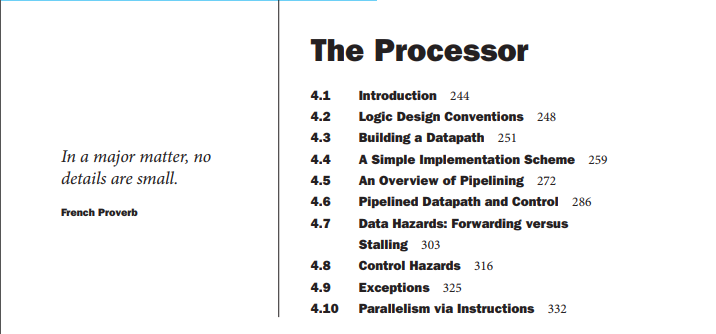 The Processor
In a major matter, no
details are small.
French Proverb
4.1 Introduction 244
4.2 Logic Design Conventions 248
4.3 Building a Datapath 251
4.4 A Simple Implementation Scheme 259
4.5 An Overview of Pipelining 272
4.6 Pipelined Datapath and Control 286
4.7 Data Hazards: Forwarding versus
Stalling 303
4.8 Control Hazards 316
4.9 Exceptions 325
4.10 Parallelism via Instructions 332